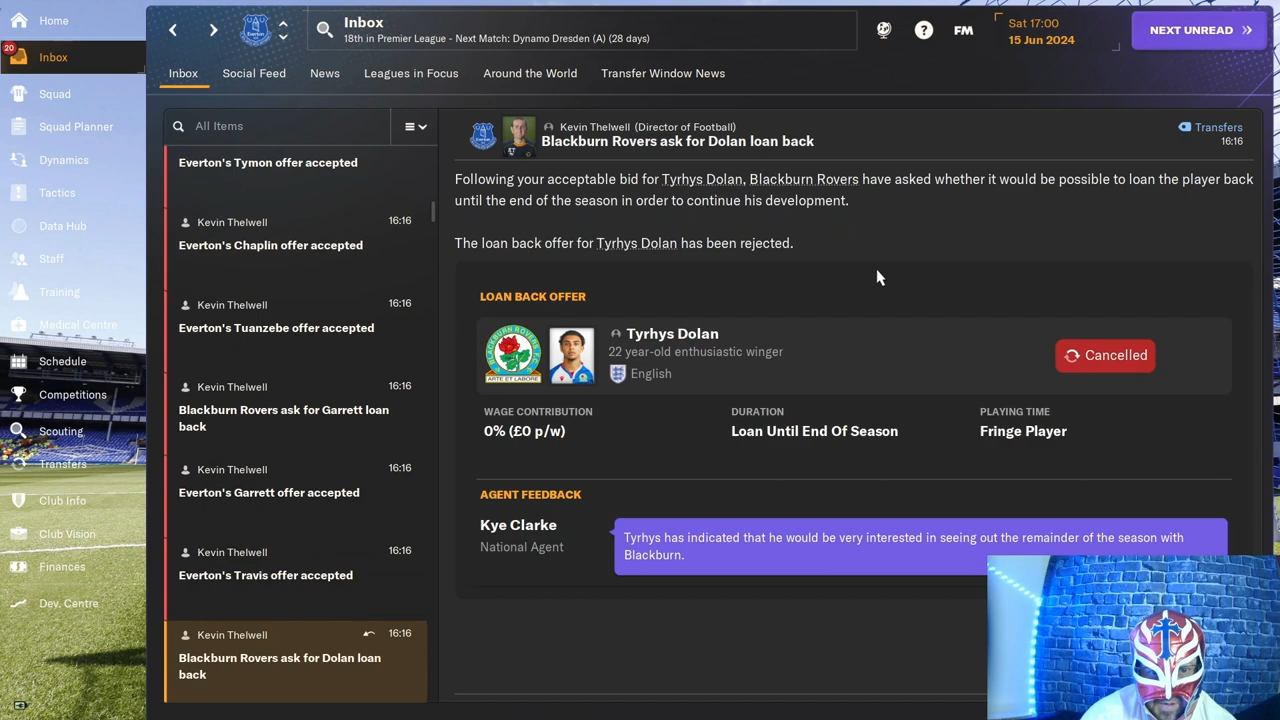 Home
20
Inbox
Squad
Squad Planner
Dynamics
Tactics
Data Hub
Staff
Training
Medical Centre
Schedule
Competitions
Scouting
Transfers
Club Info
Club Vision
Finances
Dev. Centre
Inbox
18th in Premier League - Next Match: Dynamo Dresden (A) (28 days)
?
FM
Sat 17:00
15 Jun 2024
NEXT UNREAD
Inbox
Social Feed
News
Leagues in Focus
Around the World
Transfer Window News
All Items
Everton's Tymon offer accepted
Kevin Thelwell 16:16
Everton's Chaplin offer accepted
Kevin Thelwell 16:16
Everton's Tuanzebe offer accepted
Kevin Thelwell 16:16
Blackburn Rovers ask for Garrett loan
back
Kevin Thelwell 16:16
Everton's Garrett offer accepted
Kevin Thelwell 16:16
Everton's Travis offer accepted
Kevin Thelwell 16:16
Blackburn Rovers ask for Dolan loan
back
Kevin Thelwell (Director of Football)
Blackburn Rovers ask for Dolan loan back
Transfers
16:16
Following your acceptable bid for Tyrhys Dolan, Blackburn Rovers have asked whether it would be possible to loan the player back
until the end of the season in order to continue his development.
The loan back offer for Tyrhys Dolan has been rejected.
LOAN BACK OFFER
Tyrhys Dolan
22 year-old enthusiastic winger
English
Cancelled
WAGE CONTRIBUTION
0% (£0 p/w)
DURATION
Loan Until End Of Season
PLAYING TIME
Fringe Player
AGENT FEEDBACK
Kye Clarke
National Agent
Tyrhys has indicated that he would be very interested in seeing out the remainder of the season with
Blackburn.